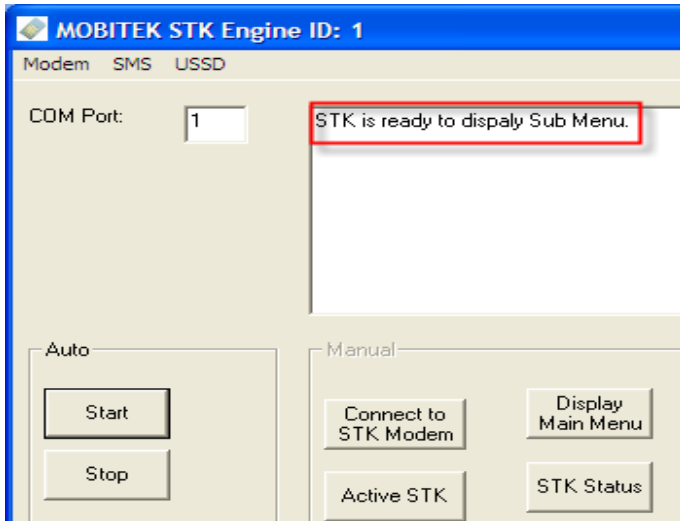 MOBITEK STK Engine ID: 1
Modem SMS USSD
COM Port: 1
STK is ready to dispaly Sub Menu.
Auto
Start
Stop
Manual
Connect to
STK Modem
Display
Main Menu
Active STK
STK Status